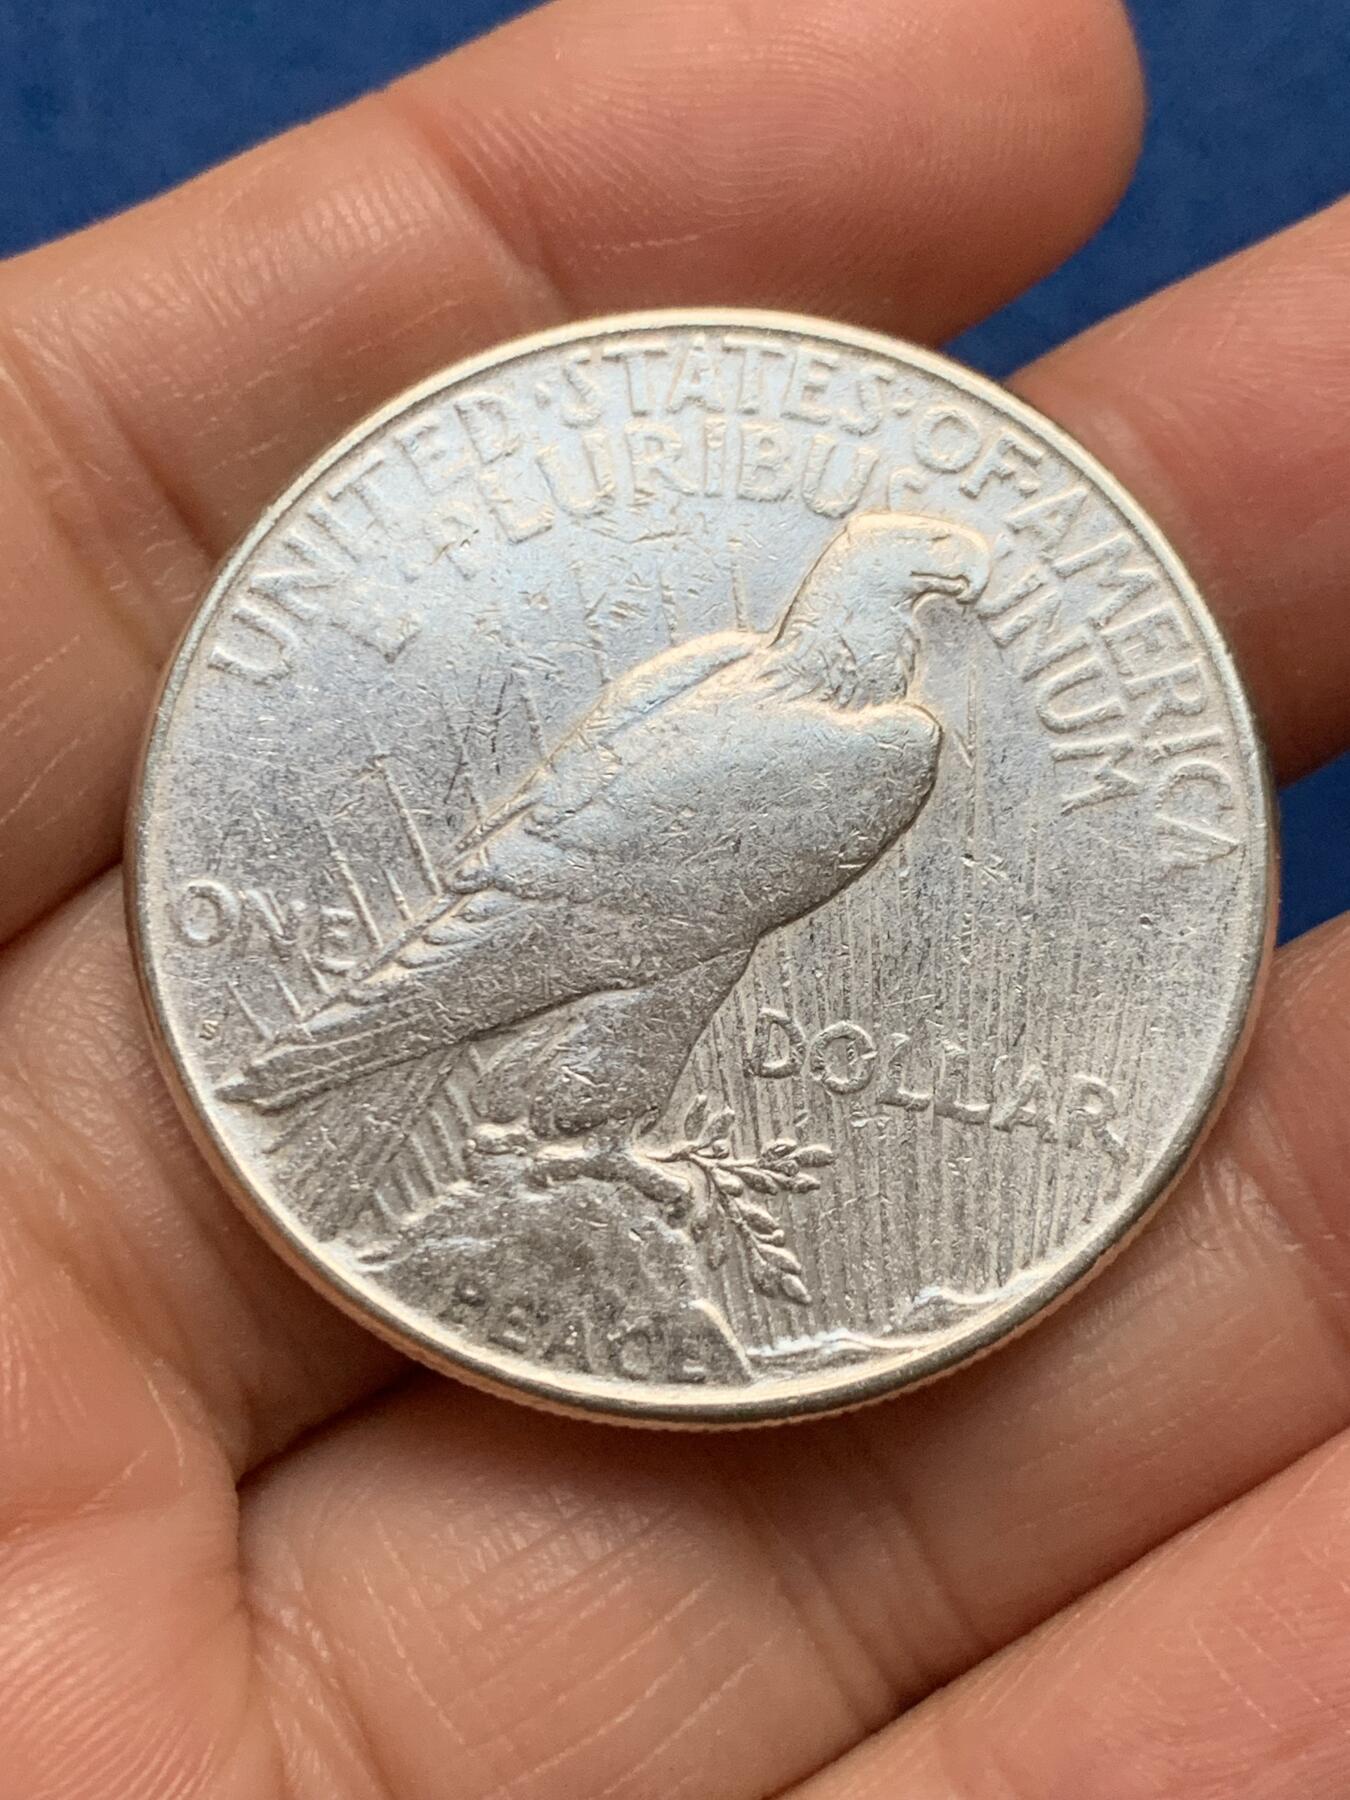 UNITED·STATES·OF·AMERICA
E PLURIBUS UNUM
ONE DOLLAR
S
PEACE